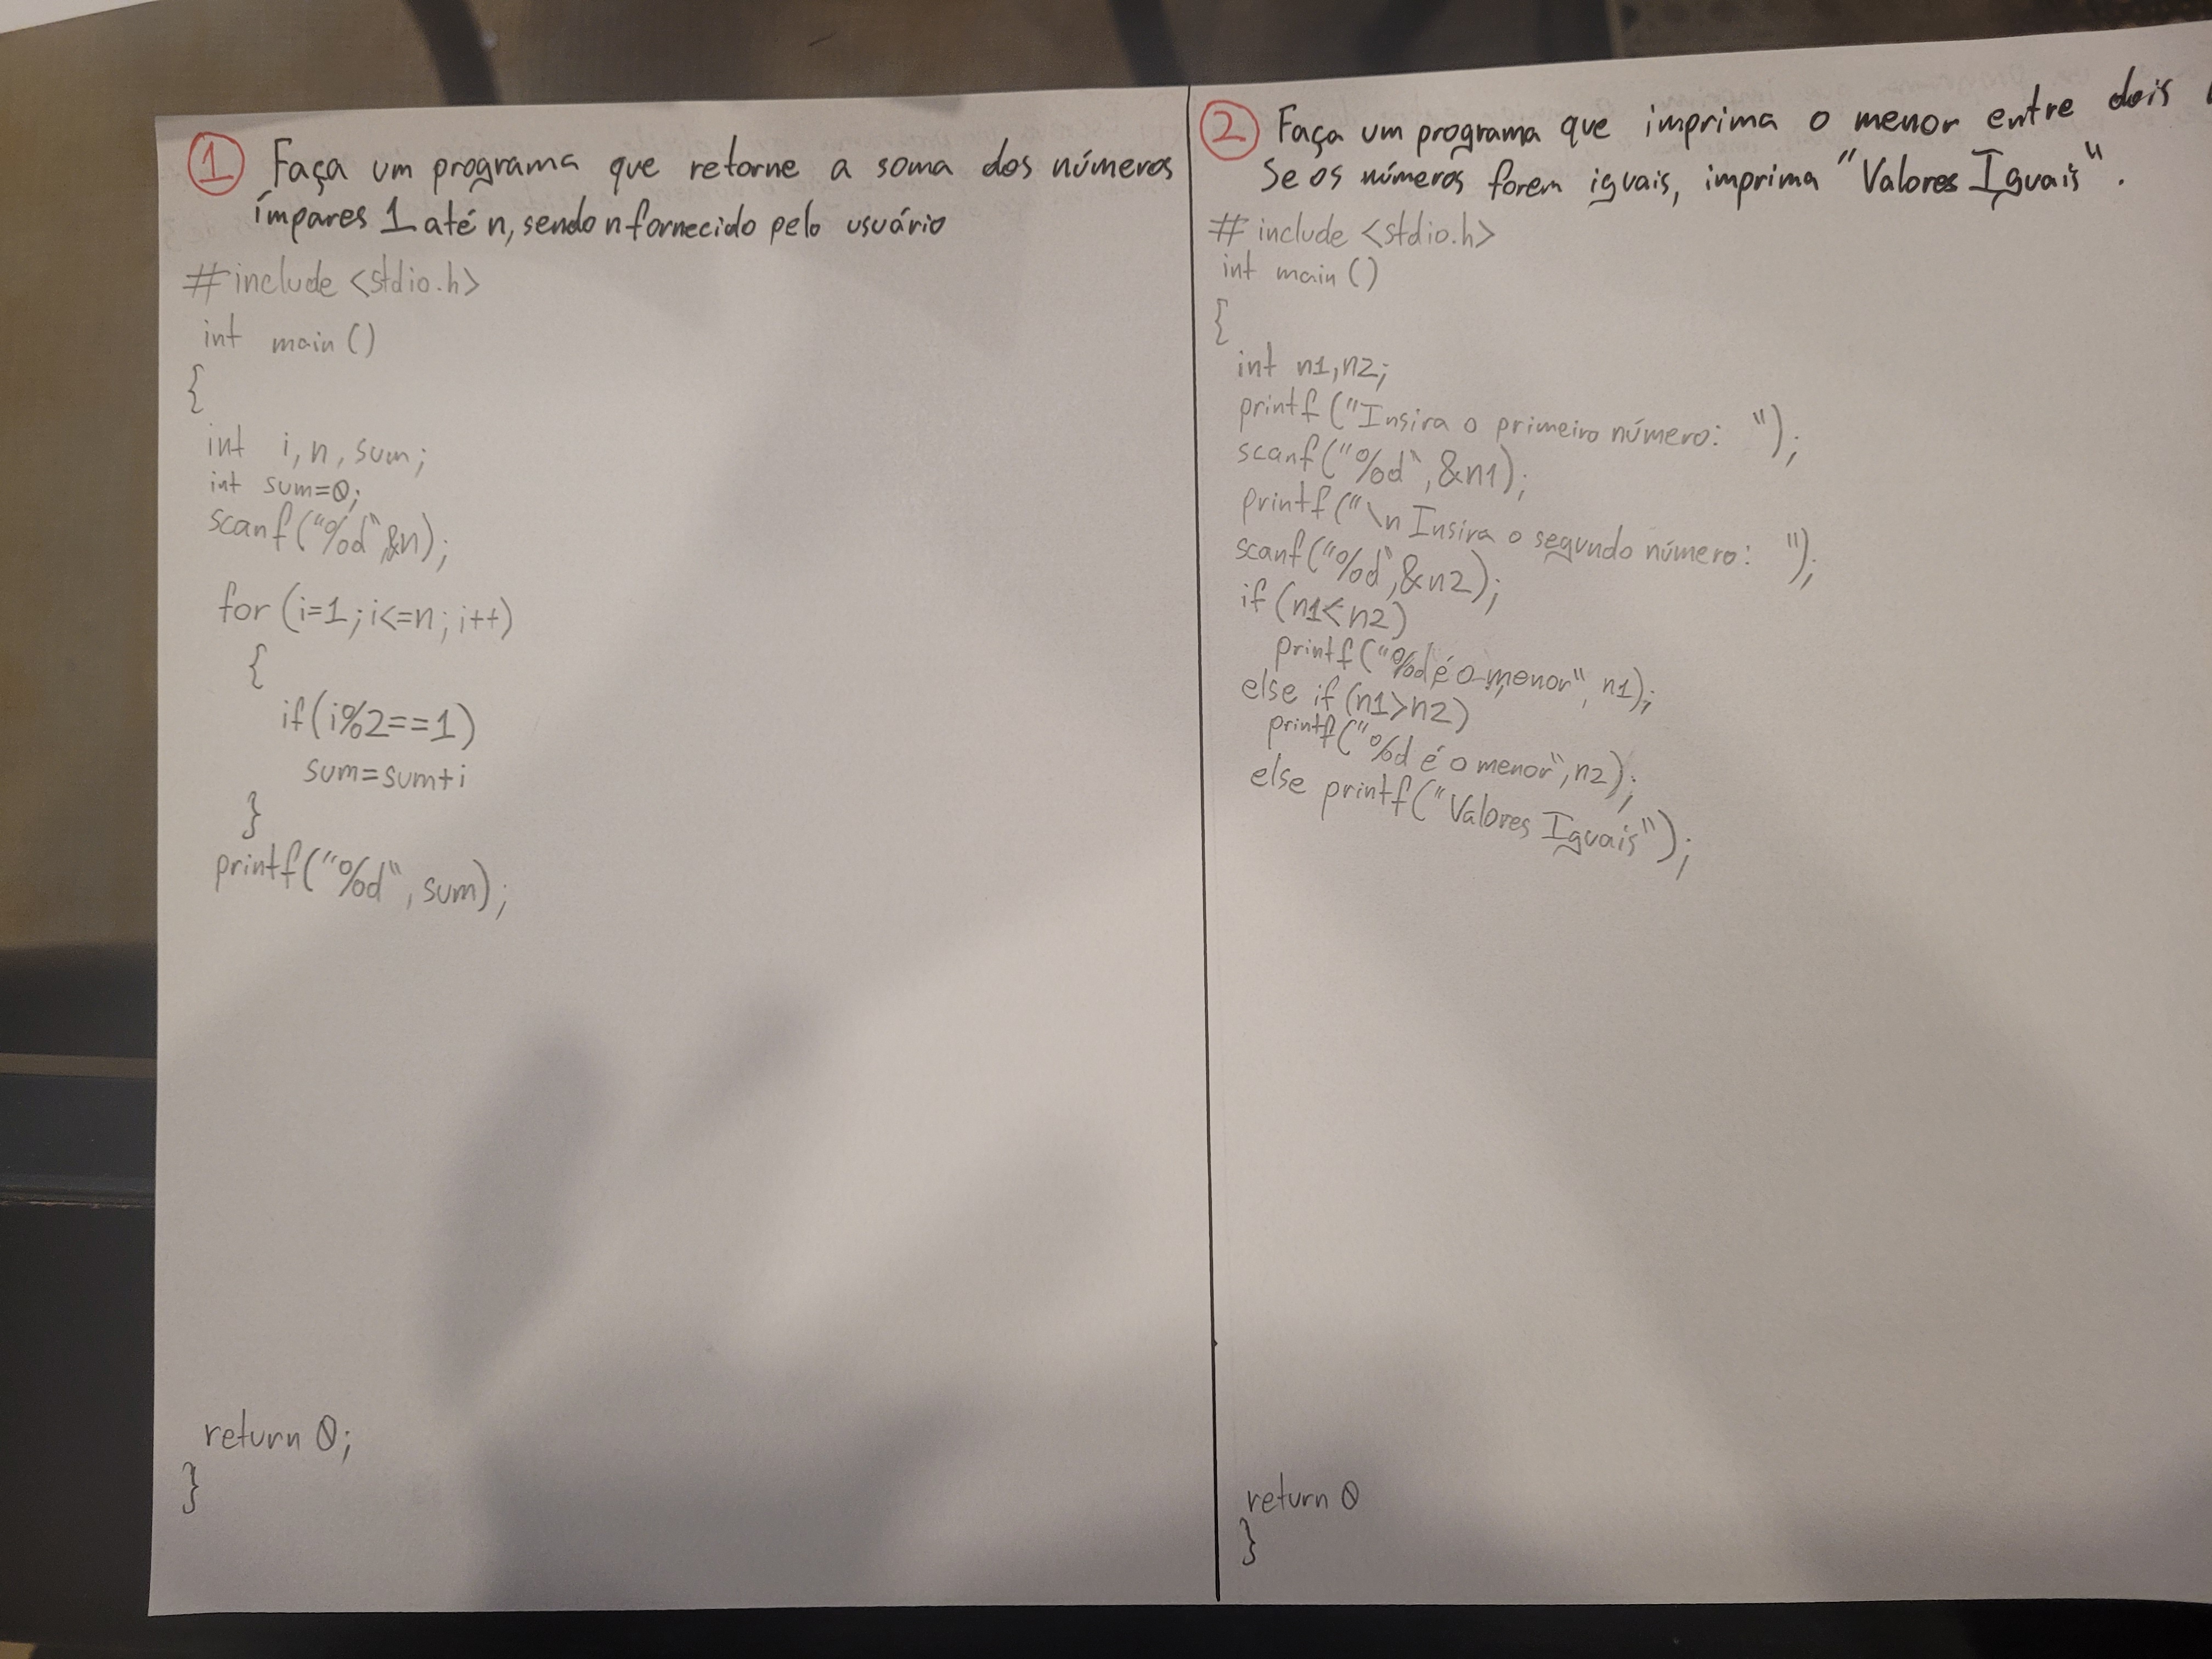 ① Faça um programa que retorne a soma dos números
ímpares 1 até n, sendo n fornecido pelo usuário
#include <stdio.h>
int main()
{
int i, n, sum;
int sum=0;
scanf("%d" &n);
for (i=1; i<=n; i++)
{
if(i%2==1)
sum=sum+i
}
printf("%d", sum);
return 0;
}
② Faça um programa que imprima o menor entre dois
Se os números forem iguais, imprima "Valores Iguais".
#include <stdio.h>
int main()
{
int n1,n2;
printf("Insira o primeiro número: ");
scanf("%d", &n1);
printf("\n Insira o segundo número: ");
scanf("%d", &n2);
if (n1<n2)
printf("%d é o menor", n1);
else if (n1>n2)
printf("%d é o menor", n2);
else printf("Valores Iguais");
return 0
}